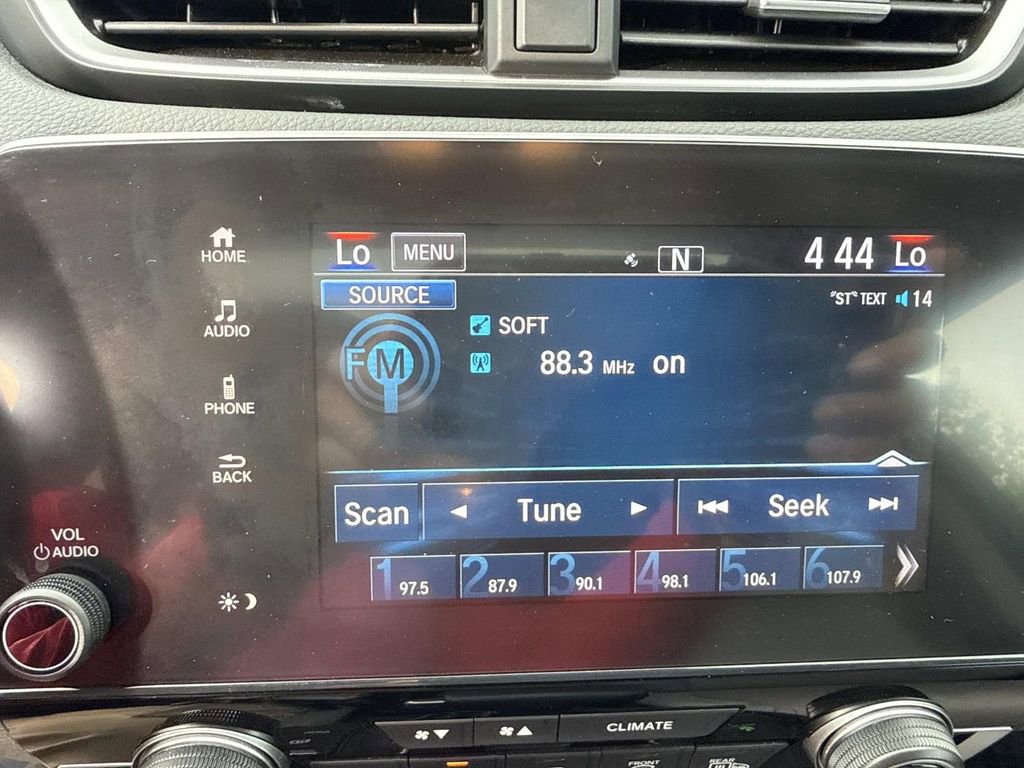 HOME
AUDIO
PHONE
BACK
VOL
AUDIO
Lo MENU N 4 44 Lo
SOURCE "ST" TEXT 14
FM
SOFT
88.3 MHz on
Scan Tune Seek
1 97.5 2 87.9 3 90.1 4 98.1 5 106.1 6 107.9
CLIMATE
FRONT REAR